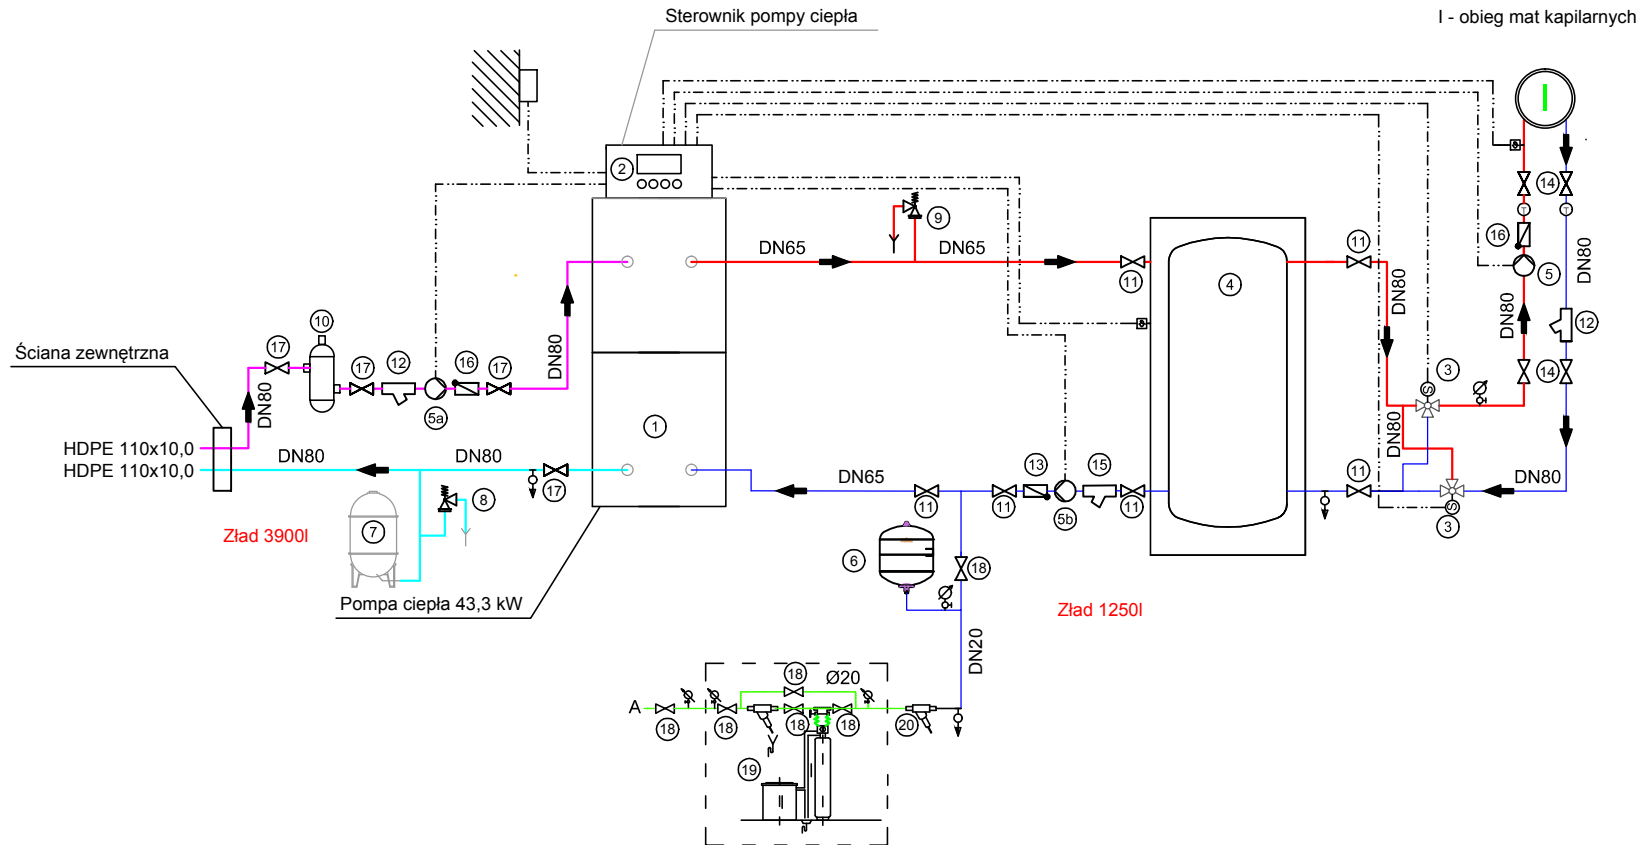 Sterownik pompy ciepła
I - obieg mat kapilarnych
I
2
9
14
DN65
DN65
16
11
11
5
DN80
4
DN80
DN80
10
12
Ściana zewnętrzna
17
DN80
17
12
16
17
3
14
DN80
5a
1
DN80
HDPE 110x10,0
HDPE 110x10,0
DN80
DN80
DN65
13
15
11
DN80
17
8
11
11
5b
11
S
S
3
7
Zład 3900l
6
18
Pompa ciepła 43,3 kW
Zład 1250l
DN20
18
Ø20
A
18
18
18
18
20
19